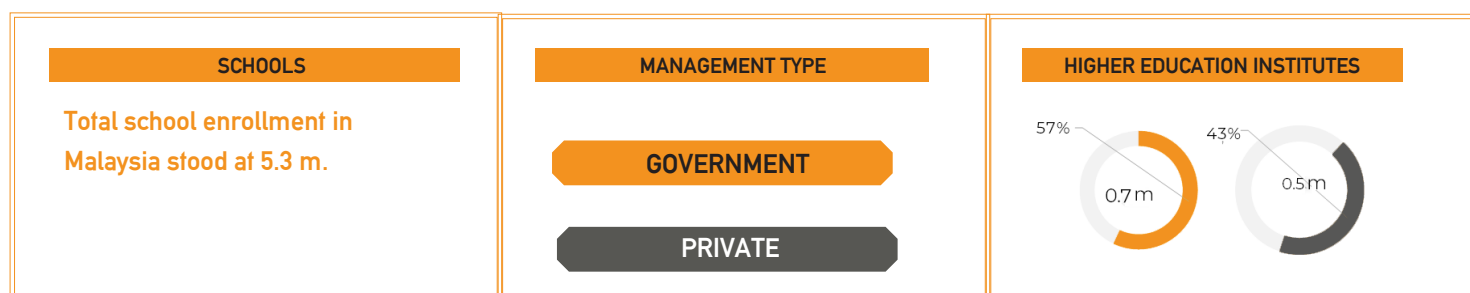 SCHOOLS
Total school enrollment in
Malaysia stood at 5.3 m.
MANAGEMENT TYPE
GOVERNMENT
PRIVATE
HIGHER EDUCATION INSTITUTES
57%
0.7 m
43%
0.5 m